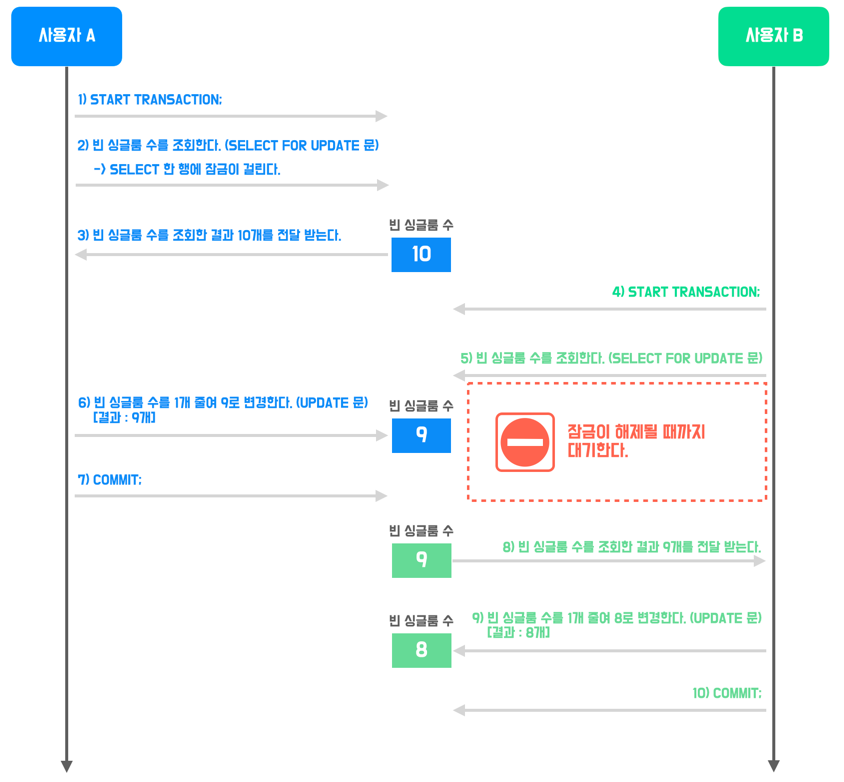 사용자 A
사용자 B
1) START TRANSACTION;
2) 빈 싱글룸 수를 조회한다. (SELECT FOR UPDATE 문)
-> SELECT 한 행에 잠금이 걸린다.
빈 싱글룸 수
3) 빈 싱글룸 수를 조회한 결과 10개를 전달 받는다.
10
4) START TRANSACTION;
5) 빈 싱글룸 수를 조회한다. (SELECT FOR UPDATE 문)
6) 빈 싱글룸 수를 1개 줄여 9로 변경한다. (UPDATE 문)
[결과 : 9개]
빈 싱글룸 수
9
잠금이 해제될 때까지
대기한다.
7) COMMIT;
빈 싱글룸 수
9
8) 빈 싱글룸 수를 조회한 결과 9개를 전달 받는다.
빈 싱글룸 수
8
9) 빈 싱글룸 수를 1개 줄여 8로 변경한다. (UPDATE 문)
[결과 : 8개]
10) COMMIT;